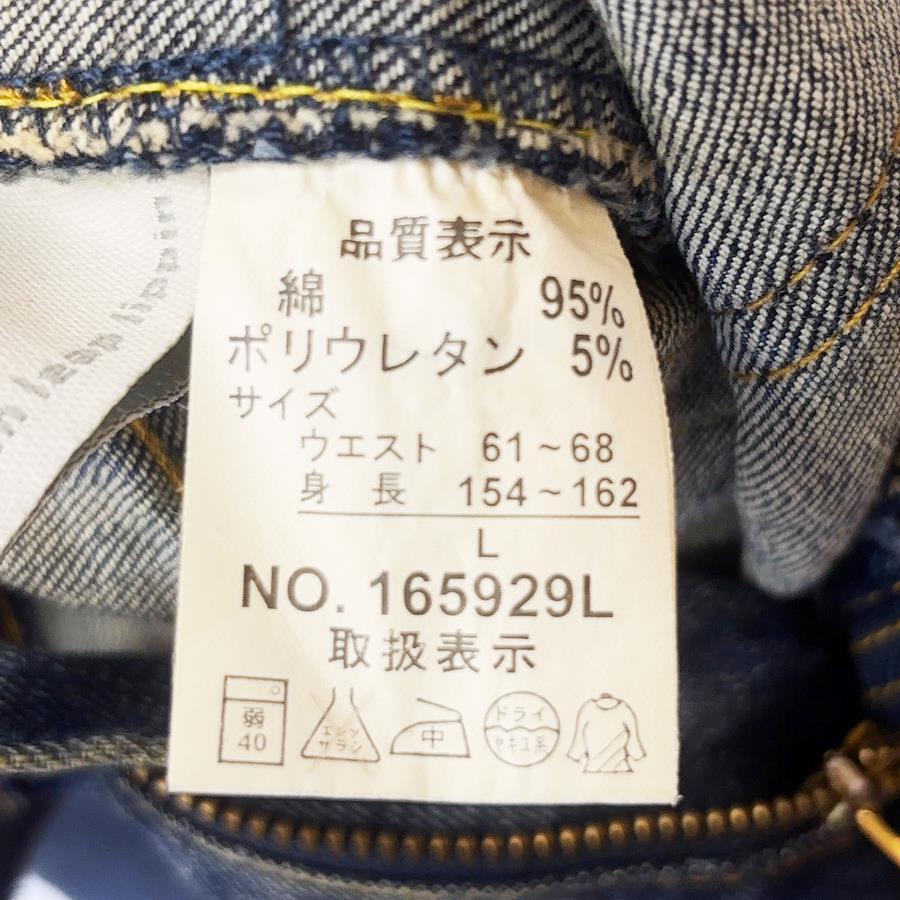 品質表示
綿 95%
ポリウレタン 5%
サイズ
ウエスト 61~68
身長 154~162
L
NO. 165929L
取扱表示
弱
40
エンソ
サラシ
中
ドライ
セキユ系